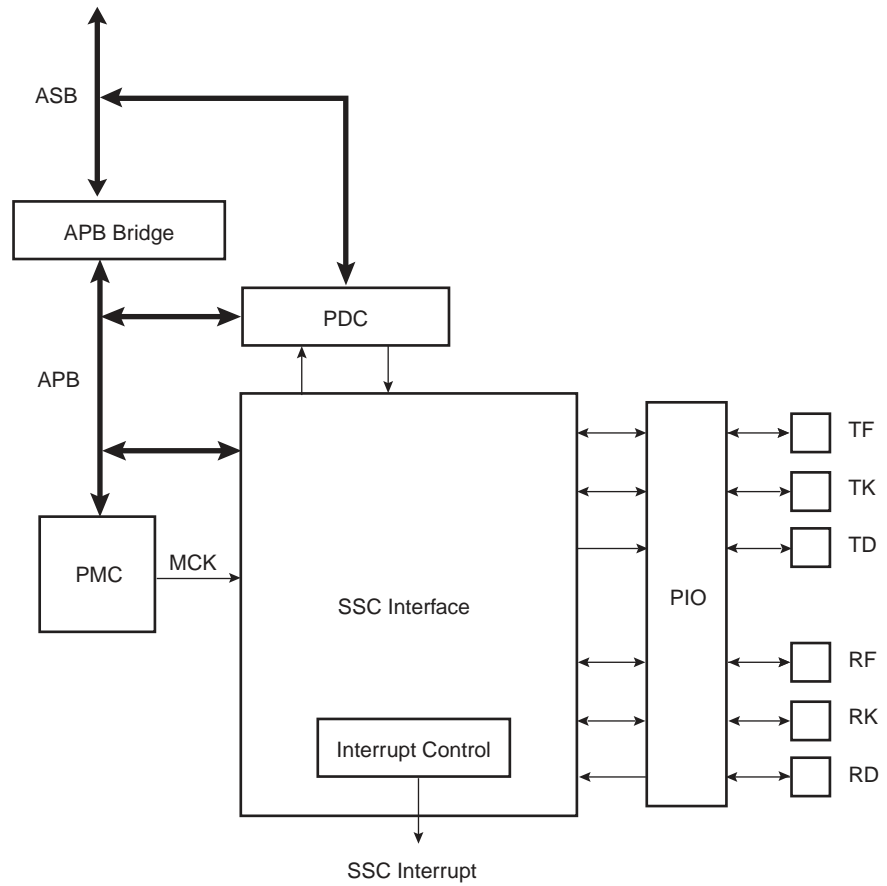 ASB
APB Bridge
PDC
APB
TF
TK
TD
PMC
MCK
SSC Interface
PIO
RF
RK
RD
Interrupt Control
SSC Interrupt